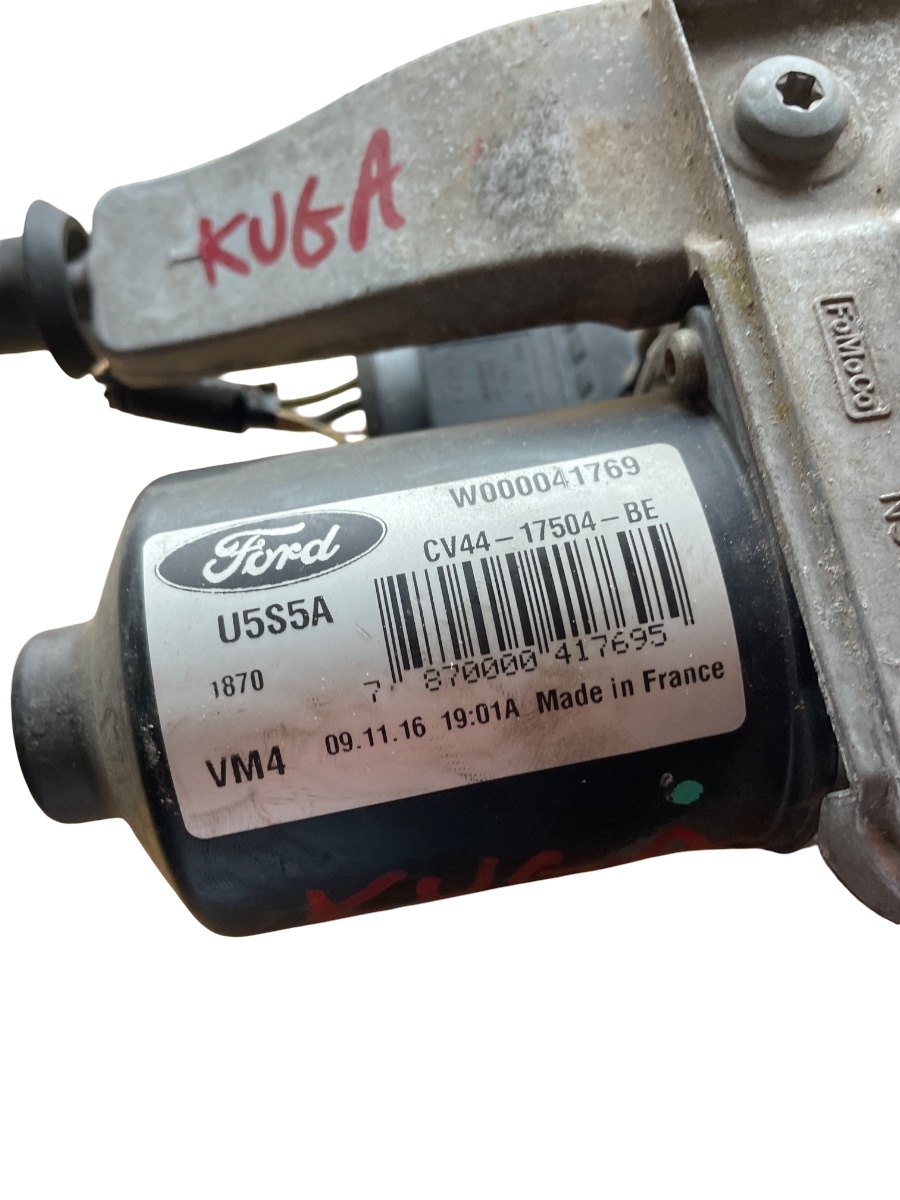 KUGA
FoMoCo
W000041769
Ford
CV44-17504-BE
U5S5A
7 870000 417695
1870
09.11.16 19:01A Made in France
VM4
KUGA